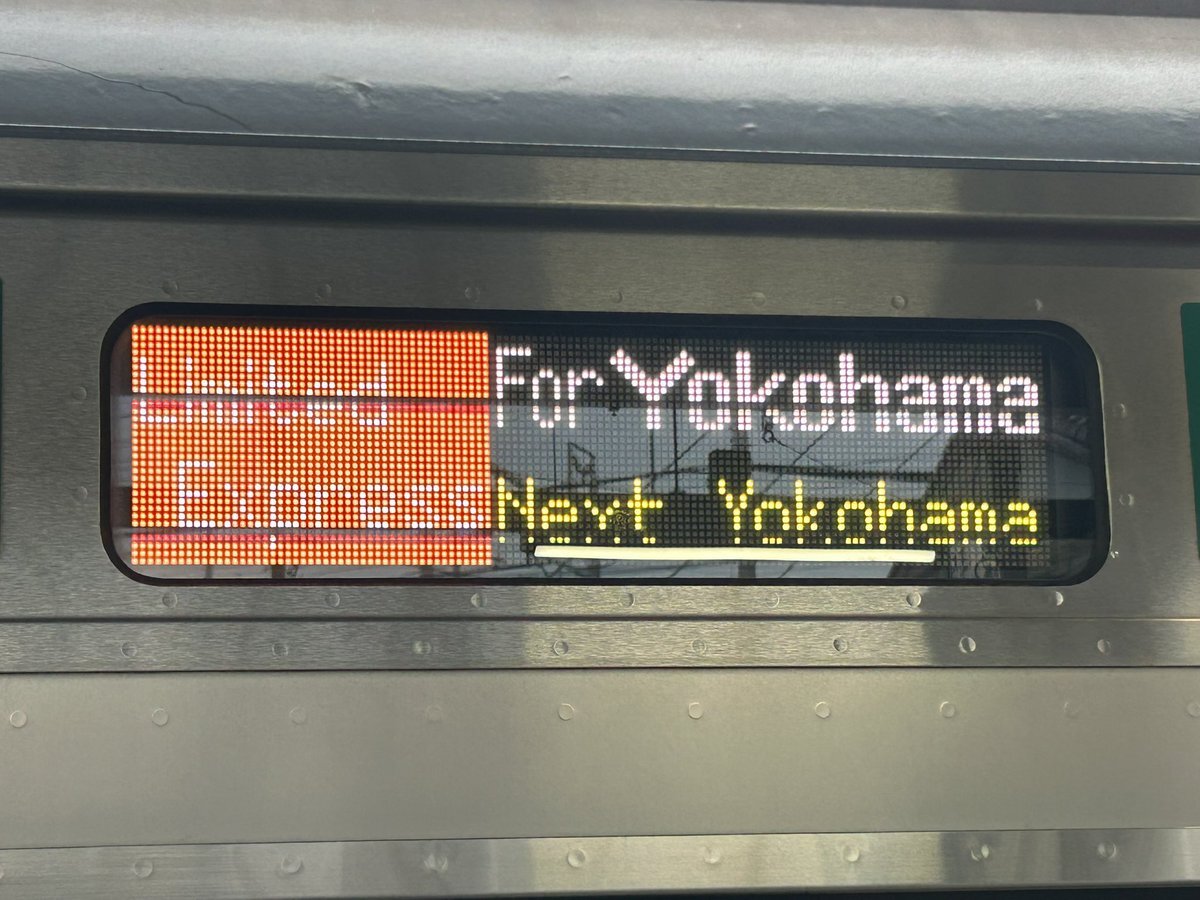 Limited
Express
For Yokohama
Next Yokohama